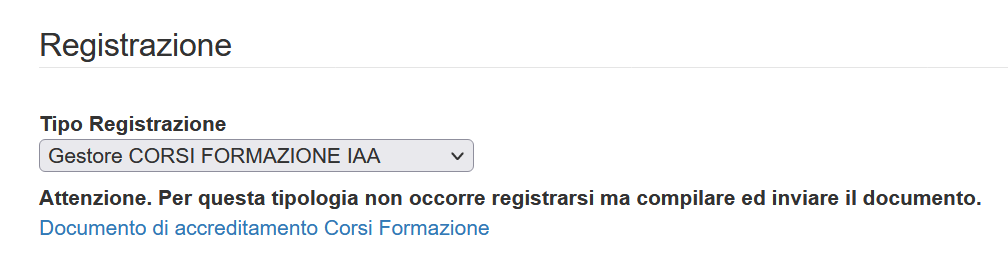 Registrazione
Tipo Registrazione
Gestore CORSI FORMAZIONE IAA
Attenzione. Per questa tipologia non occorre registrarsi ma compilare ed inviare il documento.
Documento di accreditamento Corsi Formazione